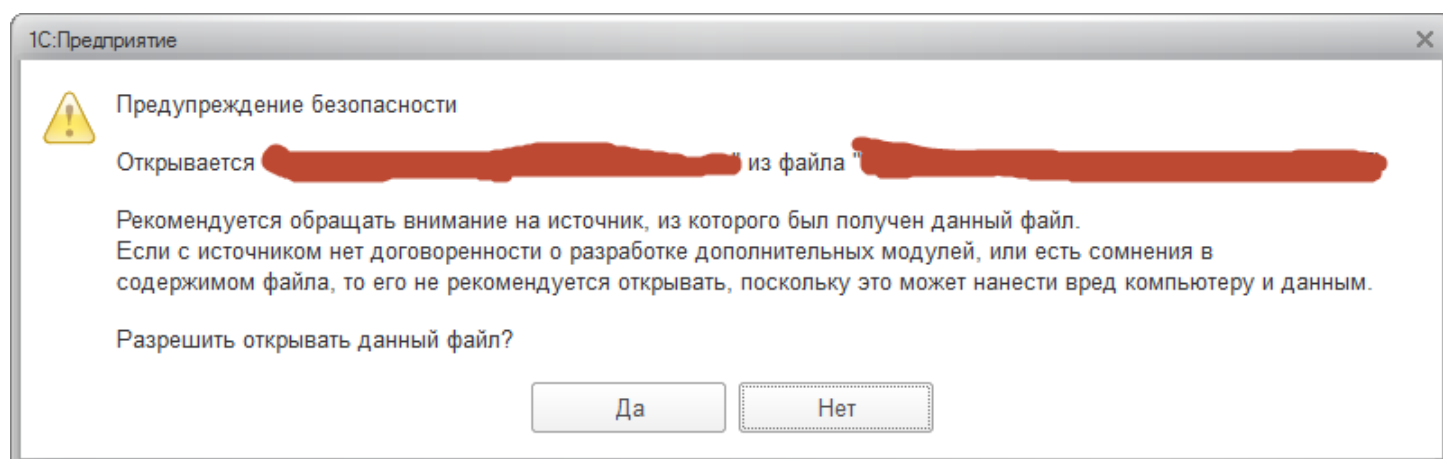 1С:Предприятие
Предупреждение безопасности
Открывается " из файла "
Рекомендуется обращать внимание на источник, из которого был получен данный файл.
Если с источником нет договоренности о разработке дополнительных модулей, или есть сомнения в
содержимом файла, то его не рекомендуется открывать, поскольку это может нанести вред компьютеру и данным.
Разрешить открывать данный файл?
Да Нет